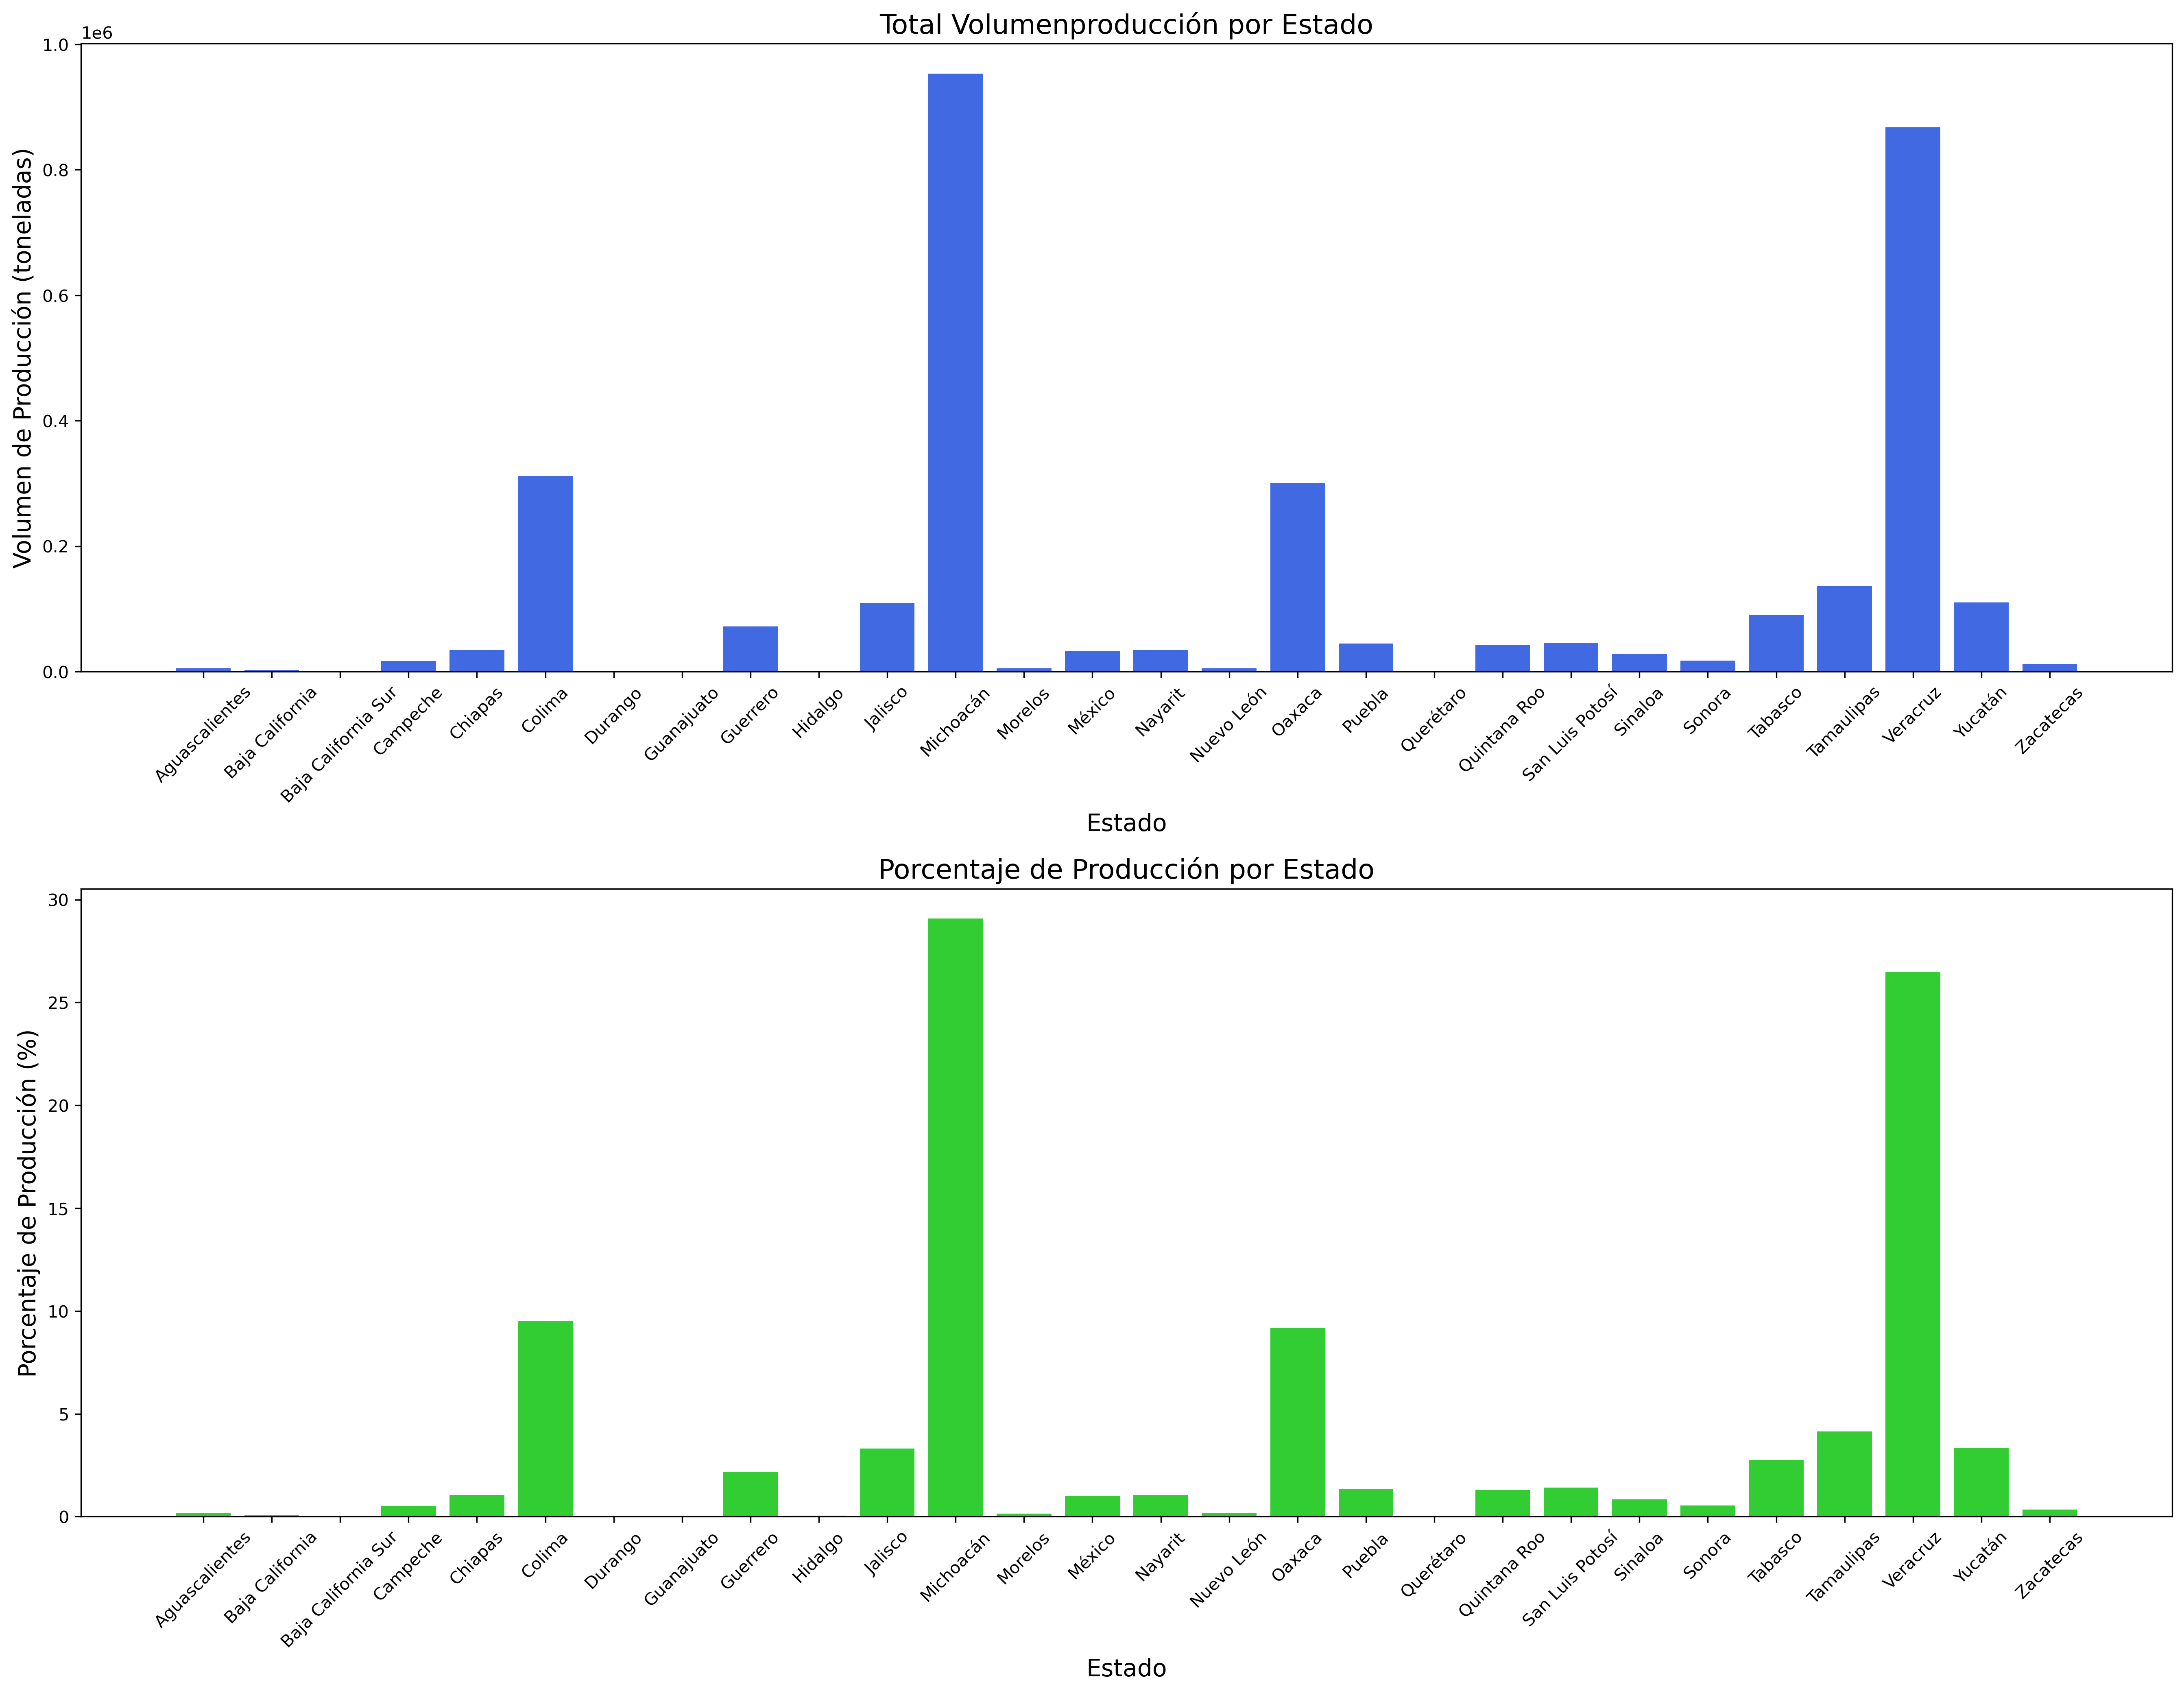 Total Volumenproducción por Estado
1e6
Volumen de Producción (toneladas)
1.0
0.8
0.6
0.4
0.2
0.0
Aguascalientes
Baja California
Baja California Sur
Campeche
Chiapas
Colima
Durango
Guanajuato
Guerrero
Hidalgo
Jalisco
Michoacán
Morelos
México
Nayarit
Nuevo León
Oaxaca
Puebla
Querétaro
Quintana Roo
San Luis Potosí
Sinaloa
Sonora
Tabasco
Tamaulipas
Veracruz
Yucatán
Zacatecas
Estado
Porcentaje de Producción por Estado
Porcentaje de Producción (%)
30
25
20
15
10
5
0
Aguascalientes
Baja California
Baja California Sur
Campeche
Chiapas
Colima
Durango
Guanajuato
Guerrero
Hidalgo
Jalisco
Michoacán
Morelos
México
Nayarit
Nuevo León
Oaxaca
Puebla
Querétaro
Quintana Roo
San Luis Potosí
Sinaloa
Sonora
Tabasco
Tamaulipas
Veracruz
Yucatán
Zacatecas
Estado